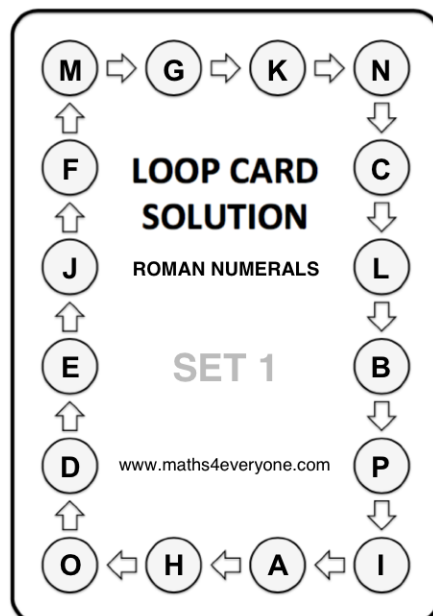 M G K N
F LOOP CARD C
SOLUTION
J ROMAN NUMERALS L
E SET 1 B
D www.maths4everyone.com P
O H A I